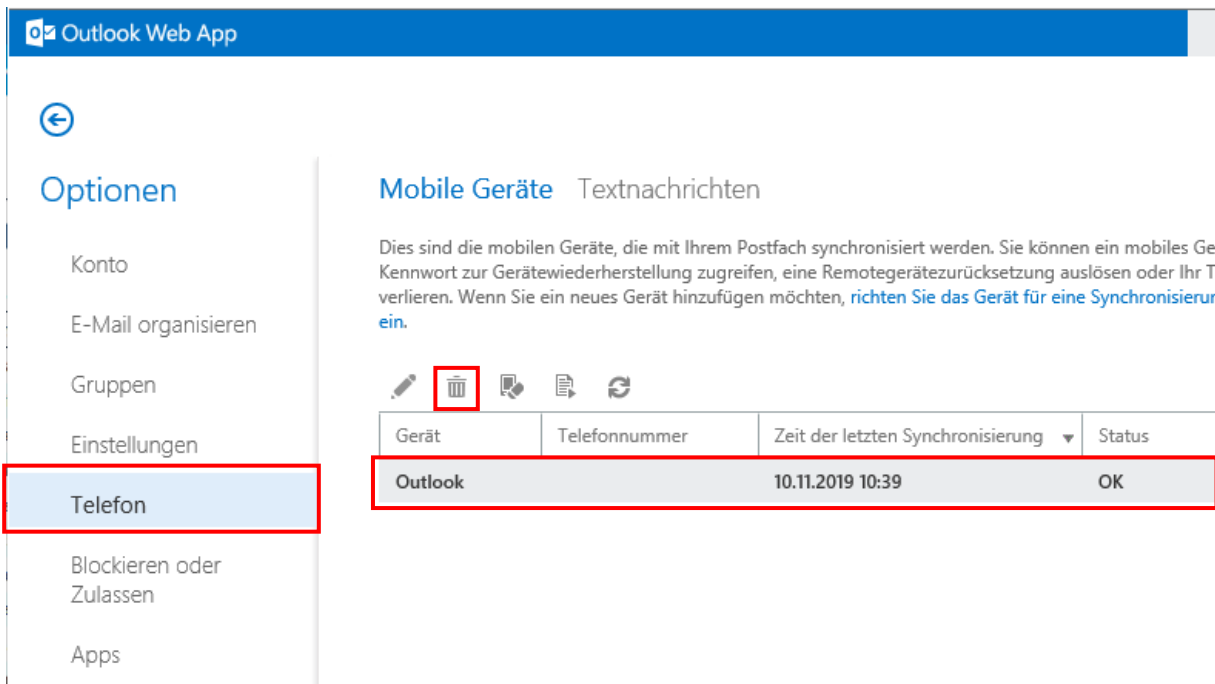 Outlook Web App
Optionen
Konto
E-Mail organisieren
Gruppen
Einstellungen
Telefon
Blockieren oder
Zulassen
Apps
Mobile Geräte Textnachrichten
Dies sind die mobilen Geräte, die mit Ihrem Postfach synchronisiert werden. Sie können ein mobiles Ge
Kennwort zur Gerätewiederherstellung zugreifen, eine Remotegerätezurücksetzung auslösen oder Ihr T
verlieren. Wenn Sie ein neues Gerät hinzufügen möchten, richten Sie das Gerät für eine Synchronisierun
ein.
Gerät Telefonnummer Zeit der letzten Synchronisierung Status
Outlook 10.11.2019 10:39 OK